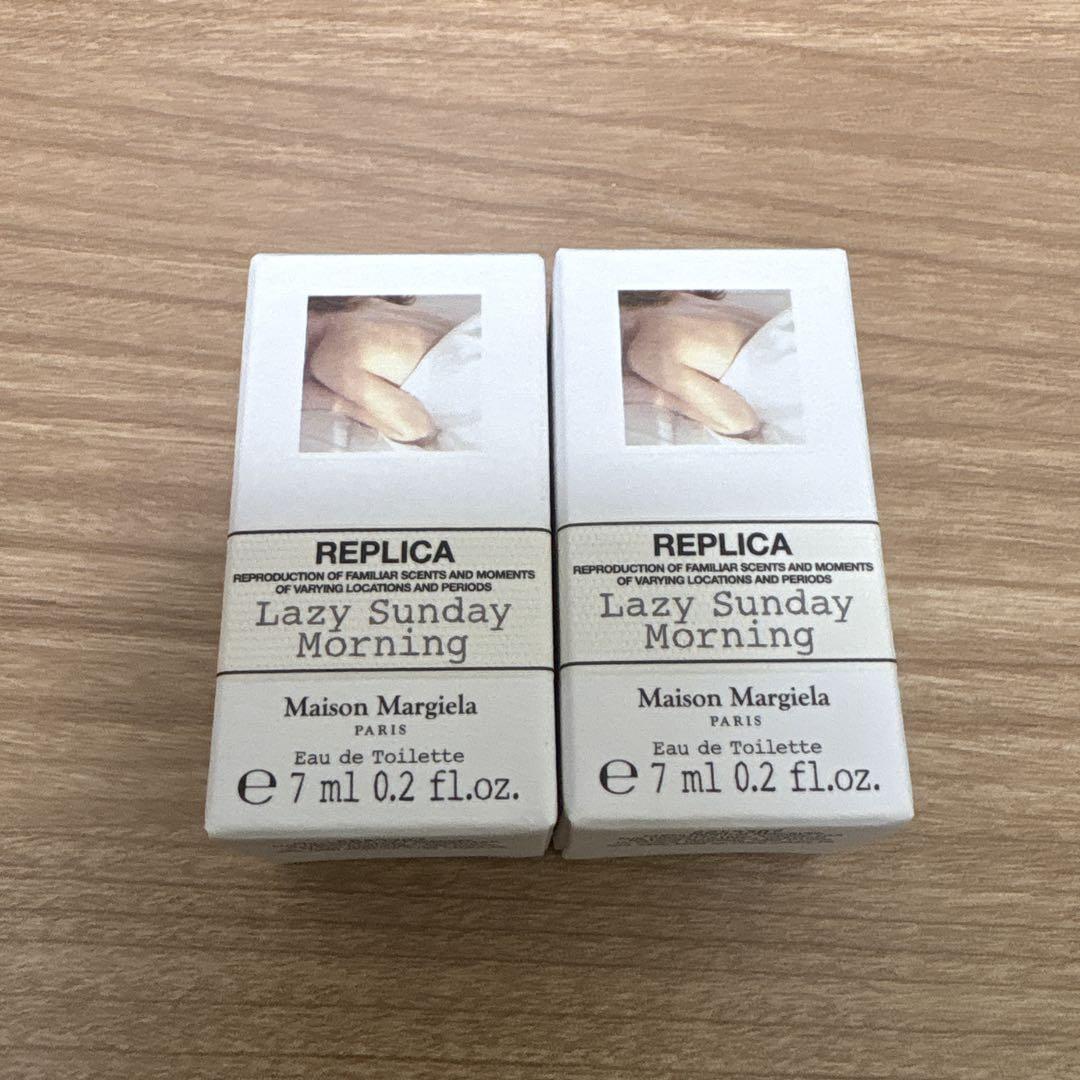 REPLICA
REPRODUCTION OF FAMILIAR SCENTS AND MOMENTS
OF VARYING LOCATIONS AND PERIODS
Lazy Sunday
Morning
Maison Margiela
PARIS
Eau de Toilette
℮ 7 ml 0.2 fl.oz.
REPLICA
REPRODUCTION OF FAMILIAR SCENTS AND MOMENTS
OF VARYING LOCATIONS AND PERIODS
Lazy Sunday
Morning
Maison Margiela
PARIS
Eau de Toilette
℮ 7 ml 0.2 fl.oz.